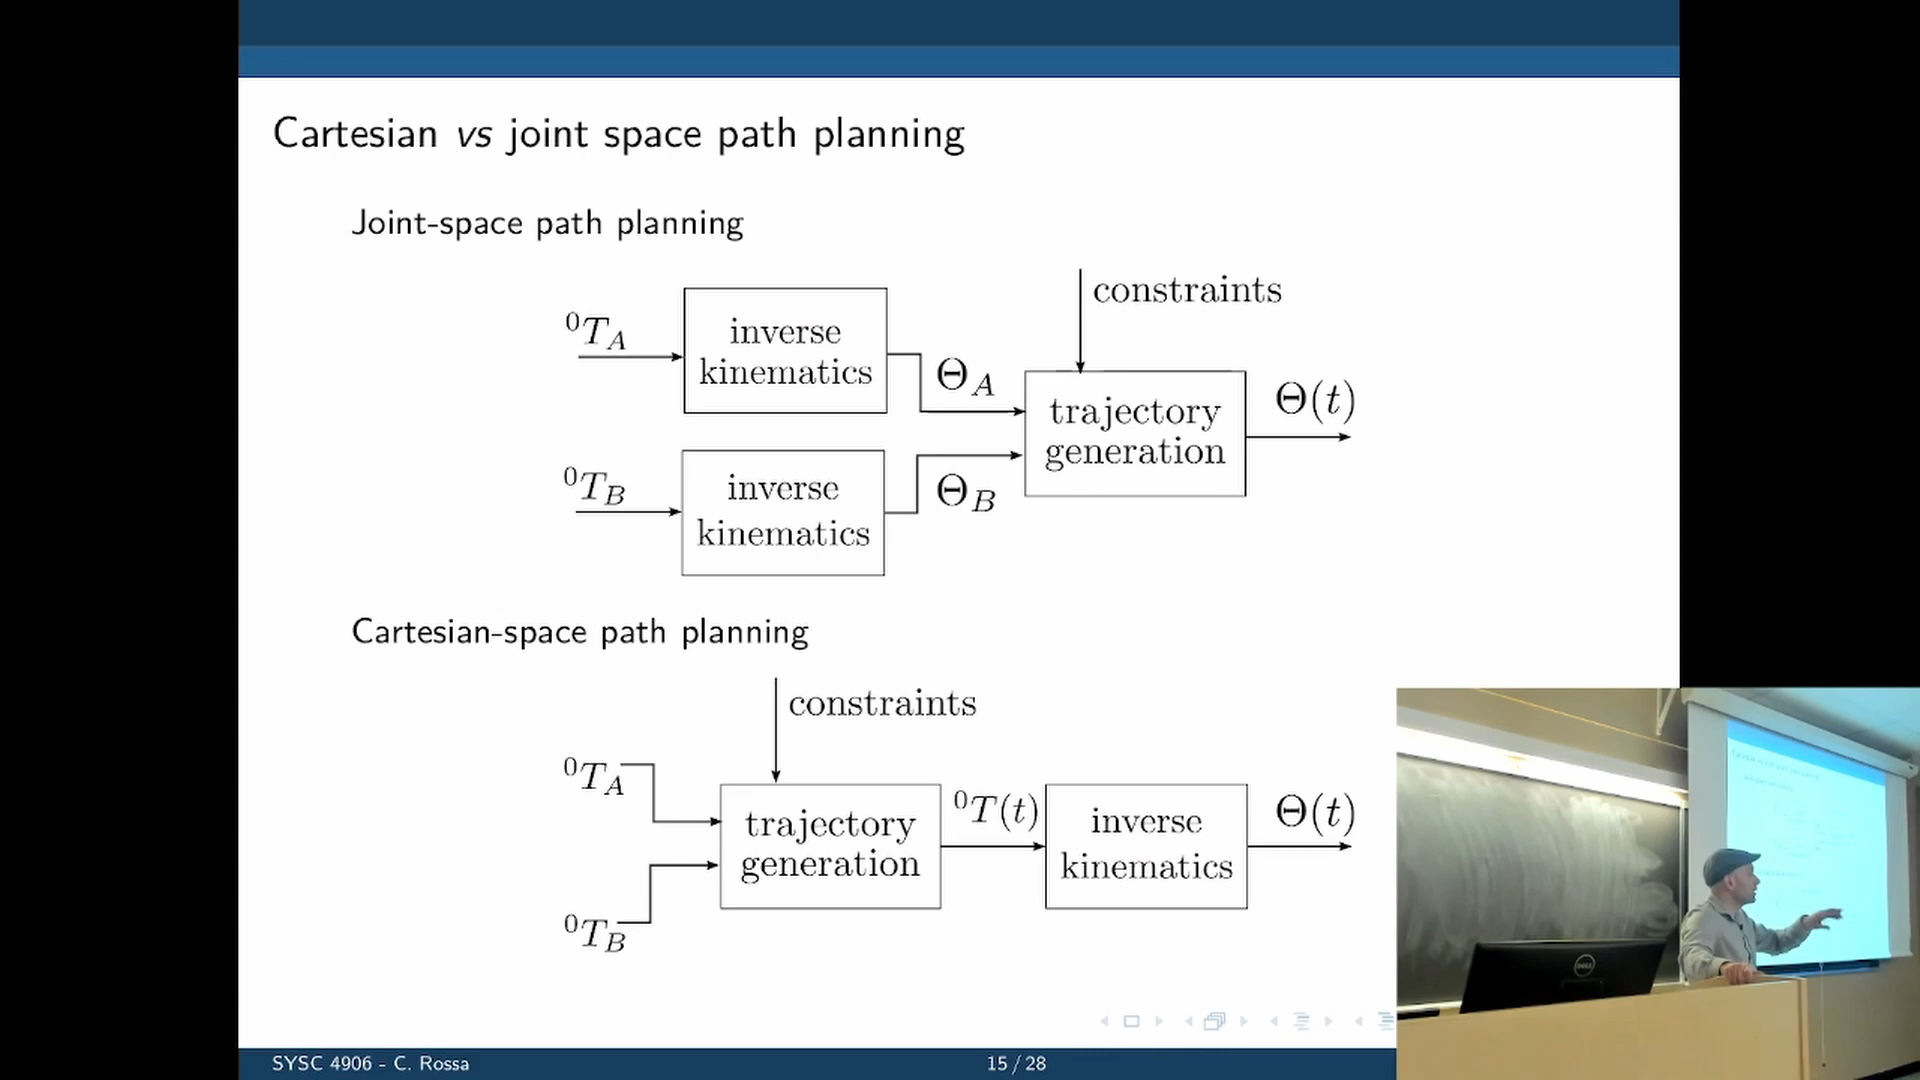 Cartesian vs joint space path planning
Joint-space path planning
constraints
⁰T_A
inverse
kinematics
Θ_A
trajectory
generation
Θ(t)
⁰T_B
inverse
kinematics
Θ_B
Cartesian-space path planning
constraints
⁰T_A
trajectory
generation
⁰T(t)
inverse
kinematics
Θ(t)
⁰T_B
SYSC 4906 - C. Rossa
15 / 28
DELL